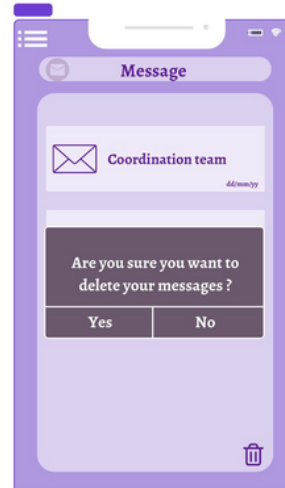 Message
Coordination team
dd/mm/yy
Are you sure you want to
delete your messages ?
Yes
No